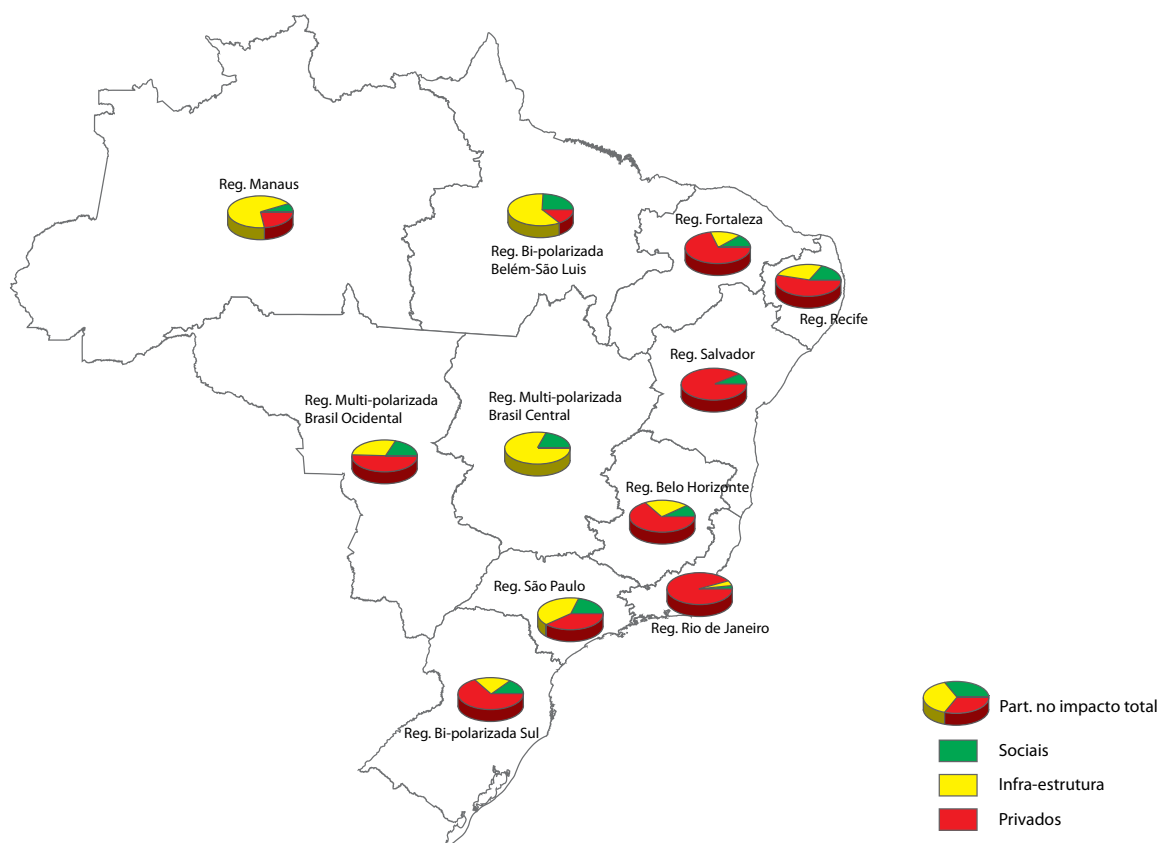 Reg. Manaus
Reg. Bi-polarizada
Belém-São Luis
Reg. Fortaleza
Reg. Recife
Reg. Salvador
Reg. Multi-polarizada
Brasil Ocidental
Reg. Multi-polarizada
Brasil Central
Reg. Belo Horizonte
Reg. São Paulo
Reg. Rio de Janeiro
Reg. Bi-polarizada Sul
Part. no impacto total
Sociais
Infra-estrutura
Privados